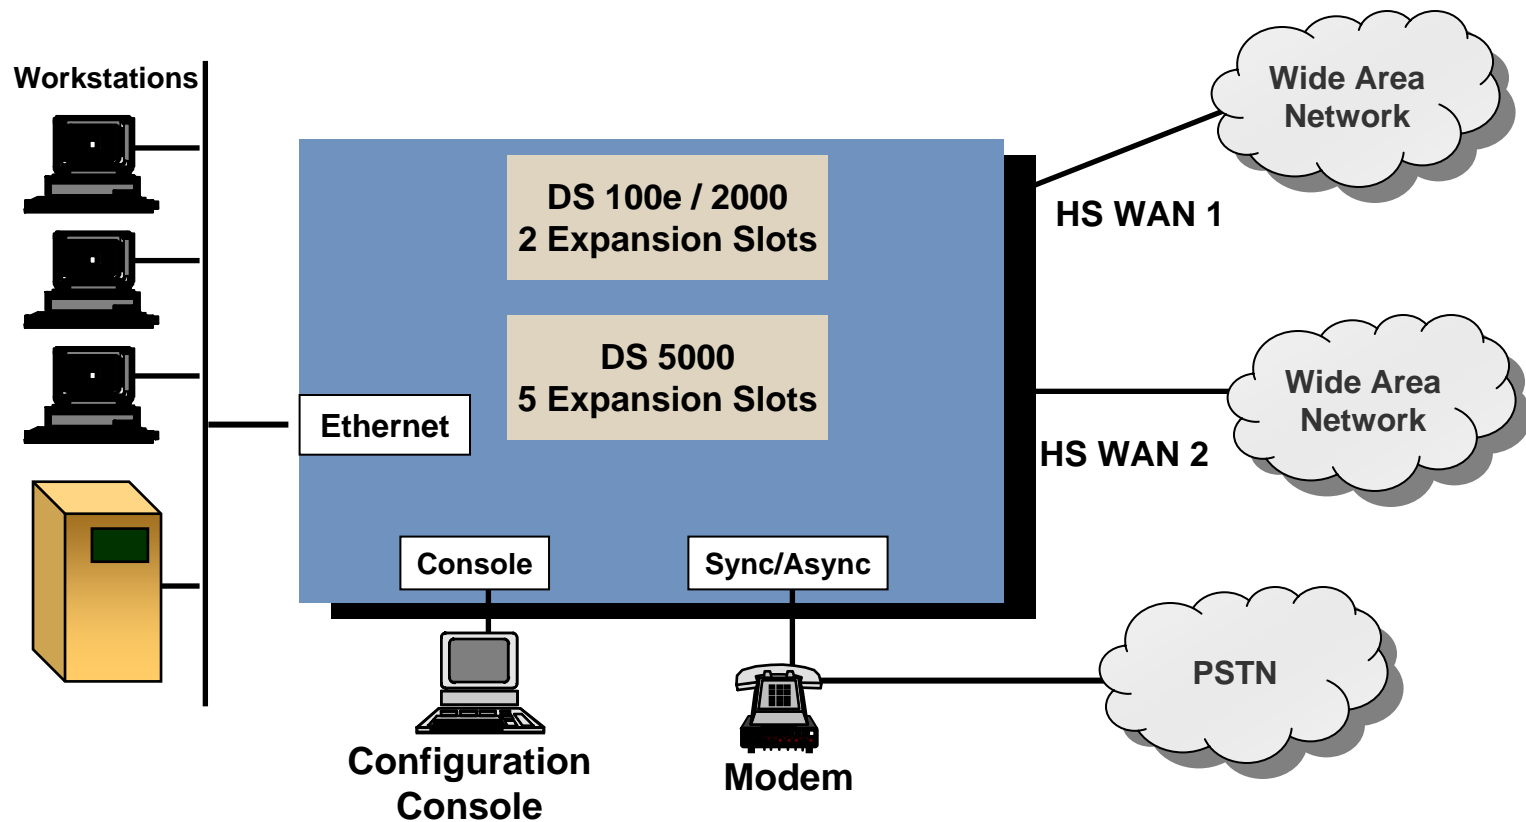 Workstations
Wide Area
Network
DS 100e / 2000
2 Expansion Slots
HS WAN 1
DS 5000
5 Expansion Slots
Wide Area
Network
Ethernet
HS WAN 2
Console
Sync/Async
PSTN
Configuration
Console
Modem